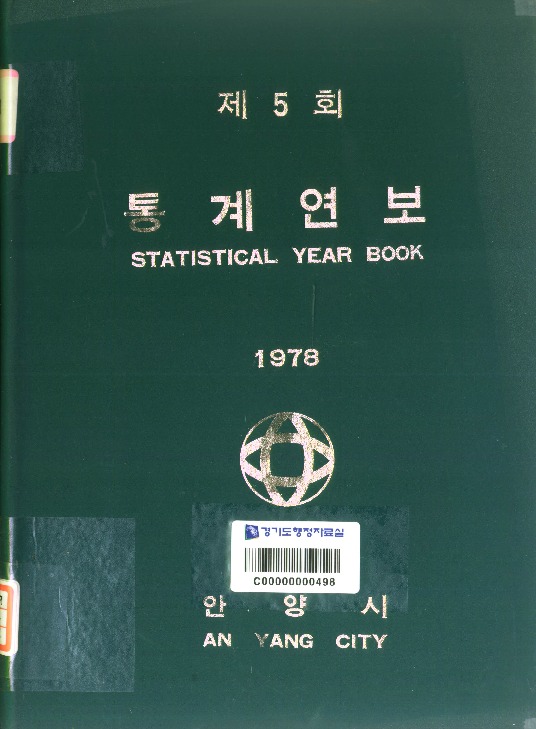 제 5 회
통 계 연 보
STATISTICAL YEAR BOOK
1978
경기도행정자료실
C00000000498
안 양 시
AN YANG CITY